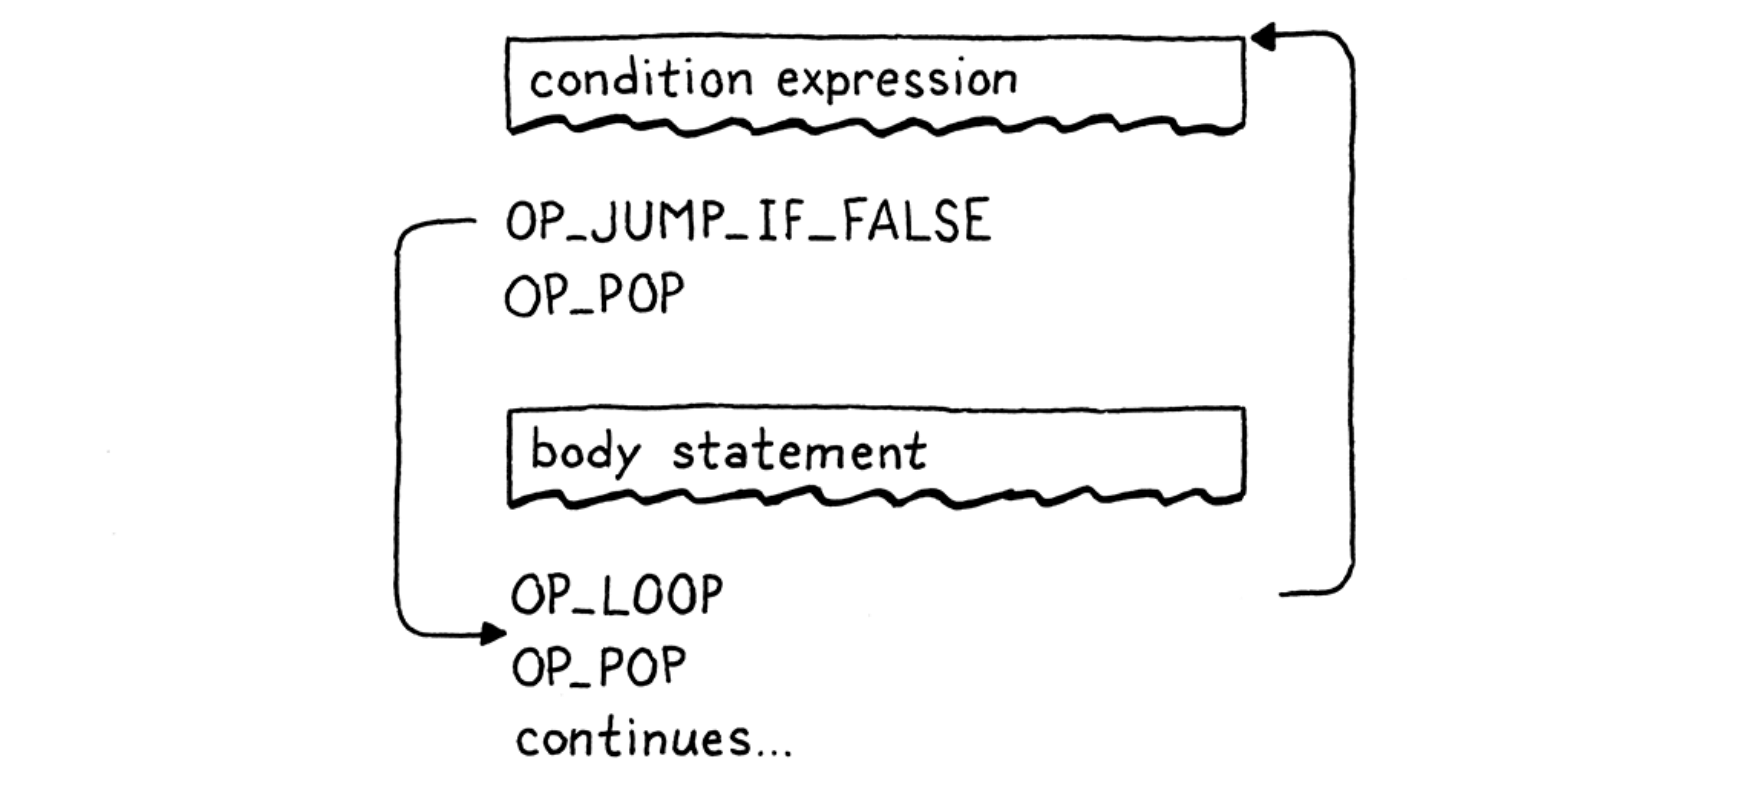 condition expression
OP_JUMP_IF_FALSE
OP_POP
body statement
OP_LOOP
OP_POP
continues...